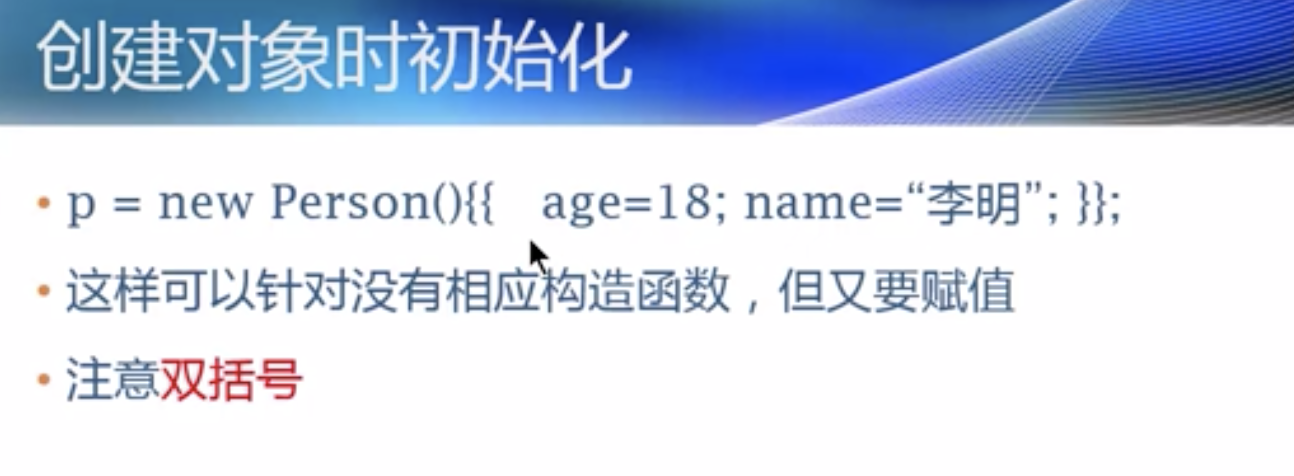 创建对象时初始化
• p = new Person(){{   age=18; name=“李明”; }};
• 这样可以针对没有相应构造函数，但又要赋值
• 注意双括号